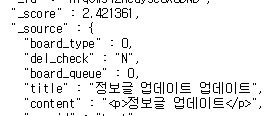 "_score" : 2.421361,
"_source" : {
"board_type" : 0,
"del_check" : "N",
"board_queue" : 0,
"title" : "정보글 업데이트 업데이트",
"content" : "<p>정보글 업데이트</p>",